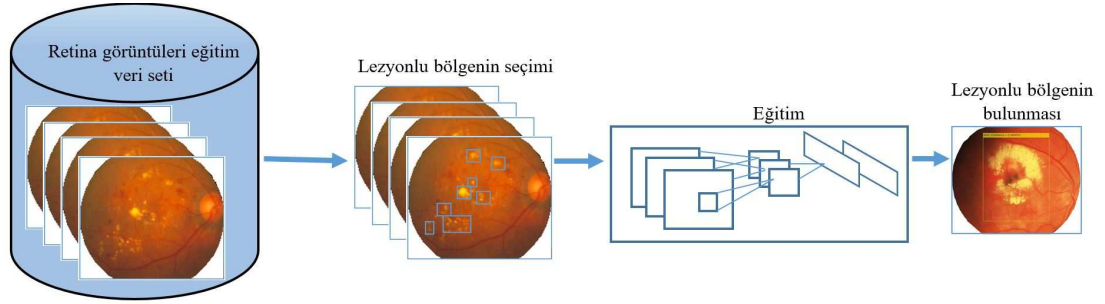 Retina görüntüleri eğitim
veri seti
Lezyonlu bölgenin seçimi
Eğitim
Lezyonlu bölgenin
bulunması